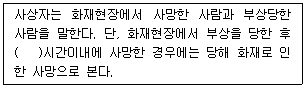 사상자는 화재현장에서 사망한 사람과 부상당한
사람을 말한다. 단, 화재현장에서 부상을 당한 후
(  )시간이내에 사망한 경우에는 당해 화재로 인
한 사망으로 본다.